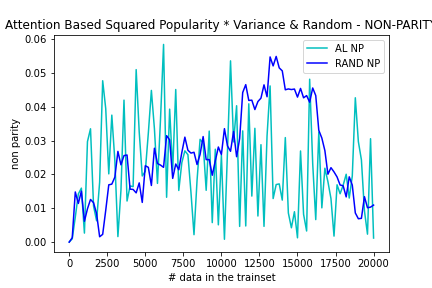 Attention Based Squared Popularity * Variance & Random - NON-PARITY
AL NP
RAND NP
non parity
0.06
0.05
0.04
0.03
0.02
0.01
0.00
0 2500 5000 7500 10000 12500 15000 17500 20000
# data in the trainset